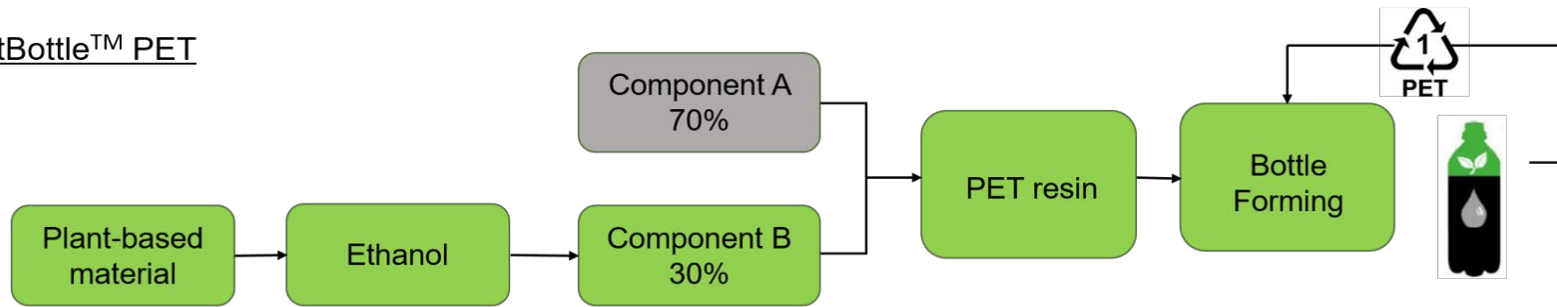 tBottle™ PET
Component A
70%
Plant-based
material
Ethanol
Component B
30%
PET resin
Bottle
Forming
1
PET